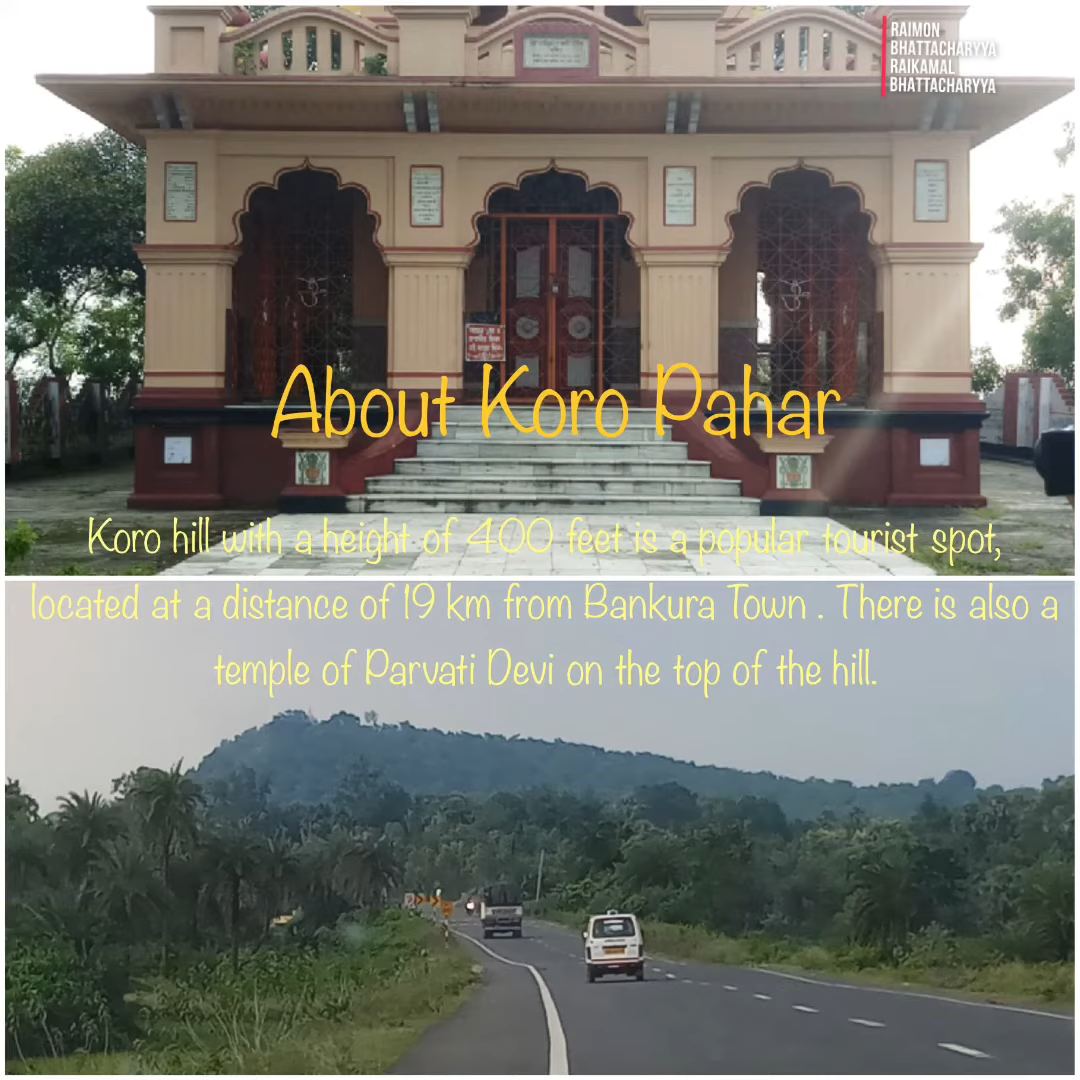 RAIMON
BHATTACHARYYA
RAIKAMAL
BHATTACHARYYA
About Koro Pahar
Koro hill with a height of 400 feet is a popular tourist spot,
located at a distance of 19 km from Bankura Town . There is also a
temple of Parvati Devi on the top of the hill.